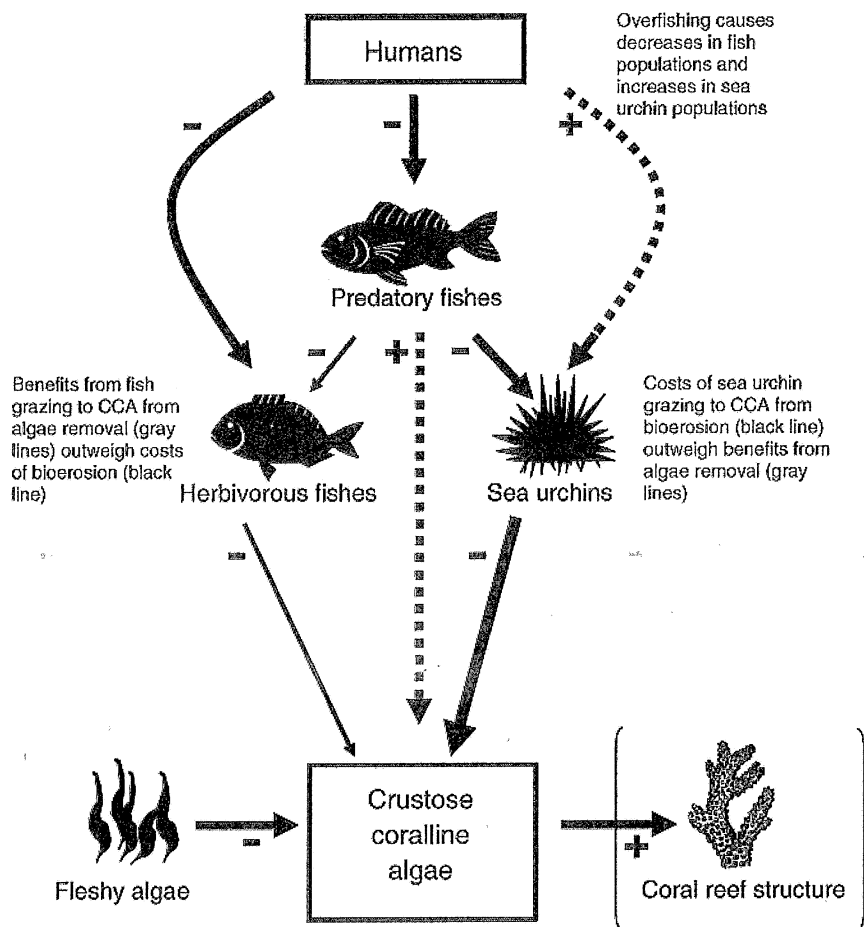 Humans
Overfishing causes
decreases in fish
populations and
increases in sea
urchin populations
-
-
+
Predatory fishes
-
+
-
Benefits from fish
grazing to CCA from
algae removal (gray
lines) outweigh costs
of bioerosion (black
line)
Herbivorous fishes
Sea urchins
Costs of sea urchin
grazing to CCA from
bioerosion (black line)
outweigh benefits from
algae removal (gray
lines)
-
-
Fleshy algae
-
Crustose
coralline
algae
+
Coral reef structure